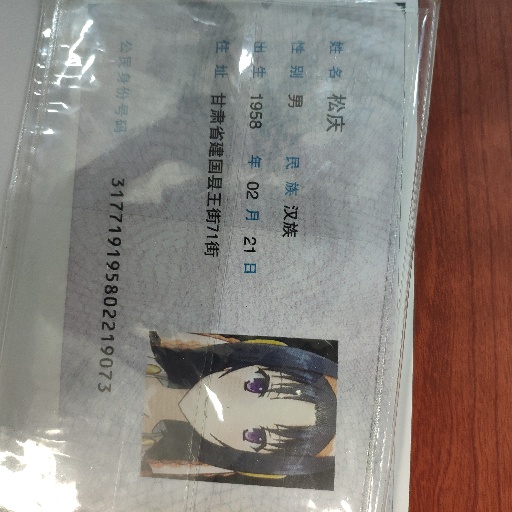 姓名 松庆
性别 男 民族 汉族
出生 1958 年 02 月 21 日
住址 甘肃省建国县王街71街
公民身份号码 317719195802219073